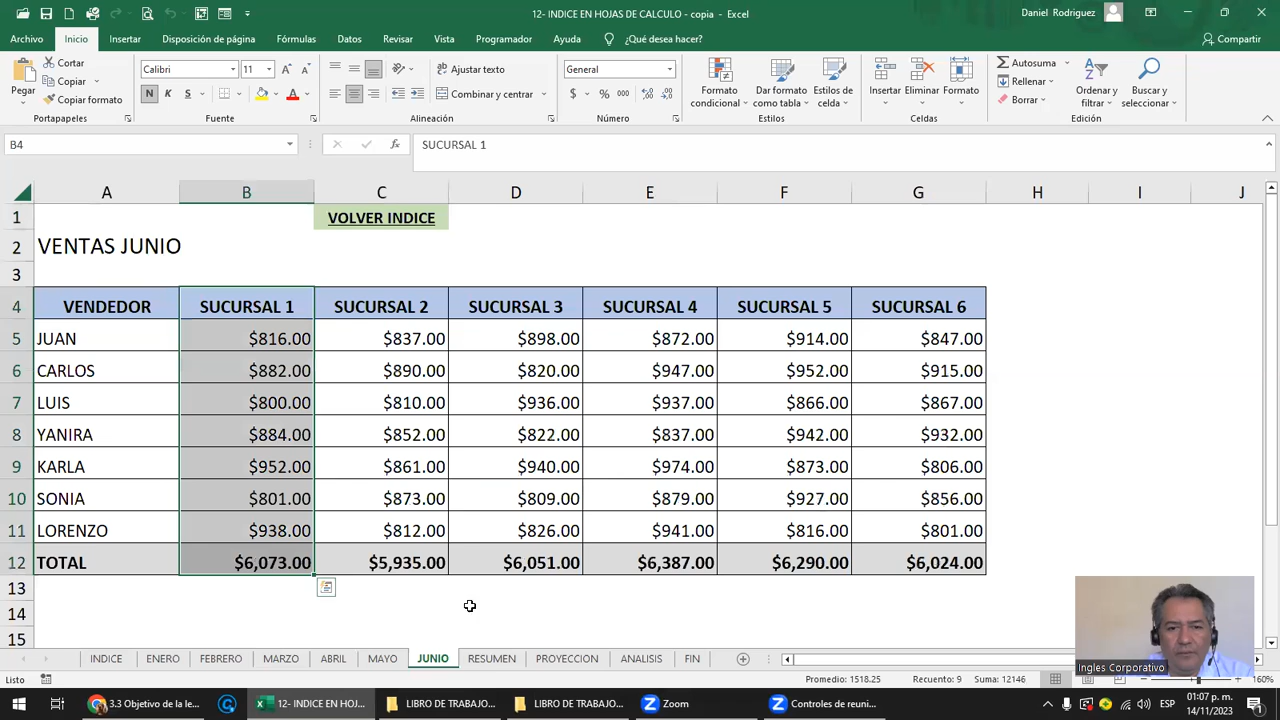 12- INDICE EN HOJAS DE CALCULO - copia - Excel
Daniel Rodriguez
Archivo Inicio Insertar Disposición de página Fórmulas Datos Revisar Vista Programador Ayuda ¿Qué desea hacer? Compartir
Pegar
Cortar
Copiar
Copiar formato
Portapapeles
Calibri 11
N K S
Fuente
Ajustar texto
Combinar y centrar
Alineación
General
$ % 000
Número
Formato condicional
Dar formato como tabla
Estilos de celda
Estilos
Insertar Eliminar Formato
Celdas
Autosuma
Rellenar
Borrar
Ordenar y filtrar
Buscar y seleccionar
Edición
B4 fx SUCURSAL 1
A B C D E F G H I J
1 VOLVER INDICE
2 VENTAS JUNIO
3
4 VENDEDOR SUCURSAL 1 SUCURSAL 2 SUCURSAL 3 SUCURSAL 4 SUCURSAL 5 SUCURSAL 6
5 JUAN $816.00 $837.00 $898.00 $872.00 $914.00 $847.00
6 CARLOS $882.00 $890.00 $820.00 $947.00 $952.00 $915.00
7 LUIS $800.00 $810.00 $936.00 $937.00 $866.00 $867.00
8 YANIRA $884.00 $852.00 $822.00 $837.00 $942.00 $932.00
9 KARLA $952.00 $861.00 $940.00 $974.00 $873.00 $806.00
10 SONIA $801.00 $873.00 $809.00 $879.00 $927.00 $856.00
11 LORENZO $938.00 $812.00 $826.00 $941.00 $816.00 $801.00
12 TOTAL $6,073.00 $5,935.00 $6,051.00 $6,387.00 $6,290.00 $6,024.00
13
14
15
Ingles Corporativo
INDICE ENERO FEBRERO MARZO ABRIL MAYO JUNIO RESUMEN PROYECCION ANALISIS FIN
Listo Promedio: 1518.25 Recuento: 9 Suma: 12146 160%
3.3 Objetivo de la le... 12- INDICE EN HOJ... LIBRO DE TRABAJO... LIBRO DE TRABAJO... Zoom Controles de reuni... ESP 01:07 p. m.
14/11/2023